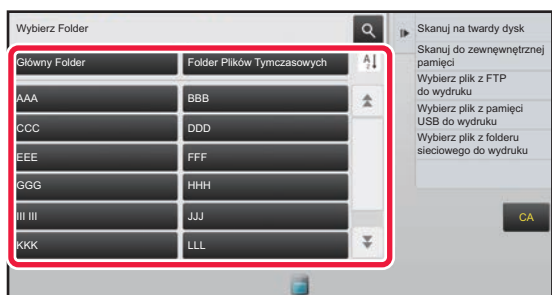 Wybierz Folder
Główny Folder
Folder Plików Tymczasowych
AAA
BBB
CCC
DDD
EEE
FFF
GGG
HHH
III III
JJJ
KKK
LLL
Skanuj na twardy dysk
Skanuj do zewnęwnętrznej
pamięci
Wybierz plik z FTP
do wydruku
Wybierz plik z pamięci
USB do wydruku
Wybierz plik z folderu
sieciowego do wydruku
CA